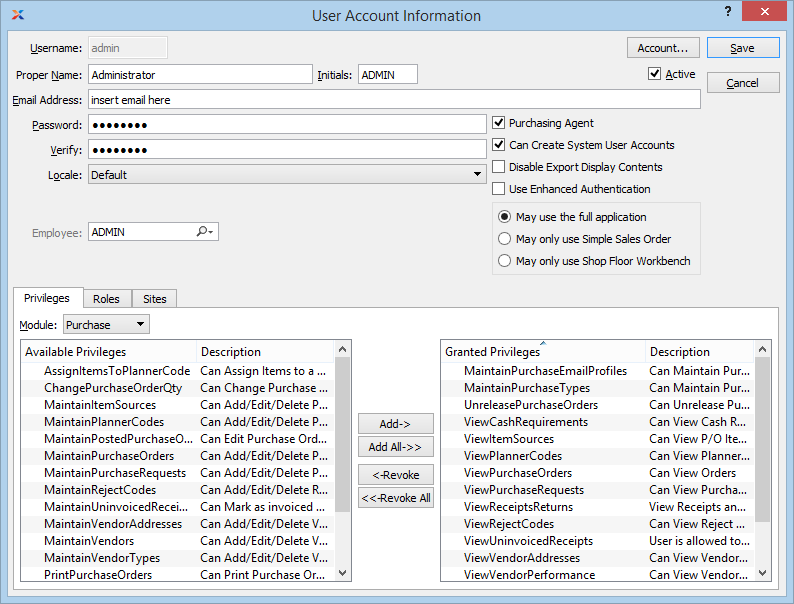 User Account Information
?
Username: admin
Account...
Save
Proper Name: Administrator Initials: ADMIN
Active
Cancel
Email Address: insert email here
Password: ●●●●●●●●
Purchasing Agent
Verify: ●●●●●●●●
Can Create System User Accounts
Locale: Default
Disable Export Display Contents
Use Enhanced Authentication
May use the full application
Employee: ADMIN
May only use Simple Sales Order
May only use Shop Floor Workbench
Privileges Roles Sites
Module: Purchase
Available Privileges Description
AssignItemsToPlannerCode Can Assign Items to a ...
ChangePurchaseOrderQty Can Change Purchase ...
MaintainItemSources Can Add/Edit/Delete P...
MaintainPlannerCodes Can Add/Edit/Delete P...
MaintainPostedPurchaseO... Can Edit Purchase Ord...
MaintainPurchaseOrders Can Add/Edit/Delete P...
MaintainPurchaseRequests Can Add/Edit/Delete P...
MaintainRejectCodes Can Add/Edit/Delete R...
MaintainUninvoicedRecei... Can Mark as invoiced ...
MaintainVendorAddresses Can Add/Edit/Delete V...
MaintainVendors Can Add/Edit/Delete V...
MaintainVendorTypes Can Add/Edit/Delete V...
PrintPurchaseOrders Can Print Purchase Or...
Add->
Add All->>
<-Revoke
<<-Revoke All
Granted Privileges Description
MaintainPurchaseEmailProfiles Can Maintain Pur...
MaintainPurchaseTypes Can Maintain Pur...
UnreleasePurchaseOrders Can Unrelease Pu...
ViewCashRequirements Can View Cash R...
ViewItemSources Can View P/O Ite...
ViewPlannerCodes Can View Planner...
ViewPurchaseOrders Can View Orders
ViewPurchaseRequests Can View Purcha...
ViewReceiptsReturns View Receipts an...
ViewRejectCodes Can View Reject ...
ViewUninvoicedReceipts User is allowed to...
ViewVendorAddresses Can View Vendor...
ViewVendorPerformance Can View Vendor...